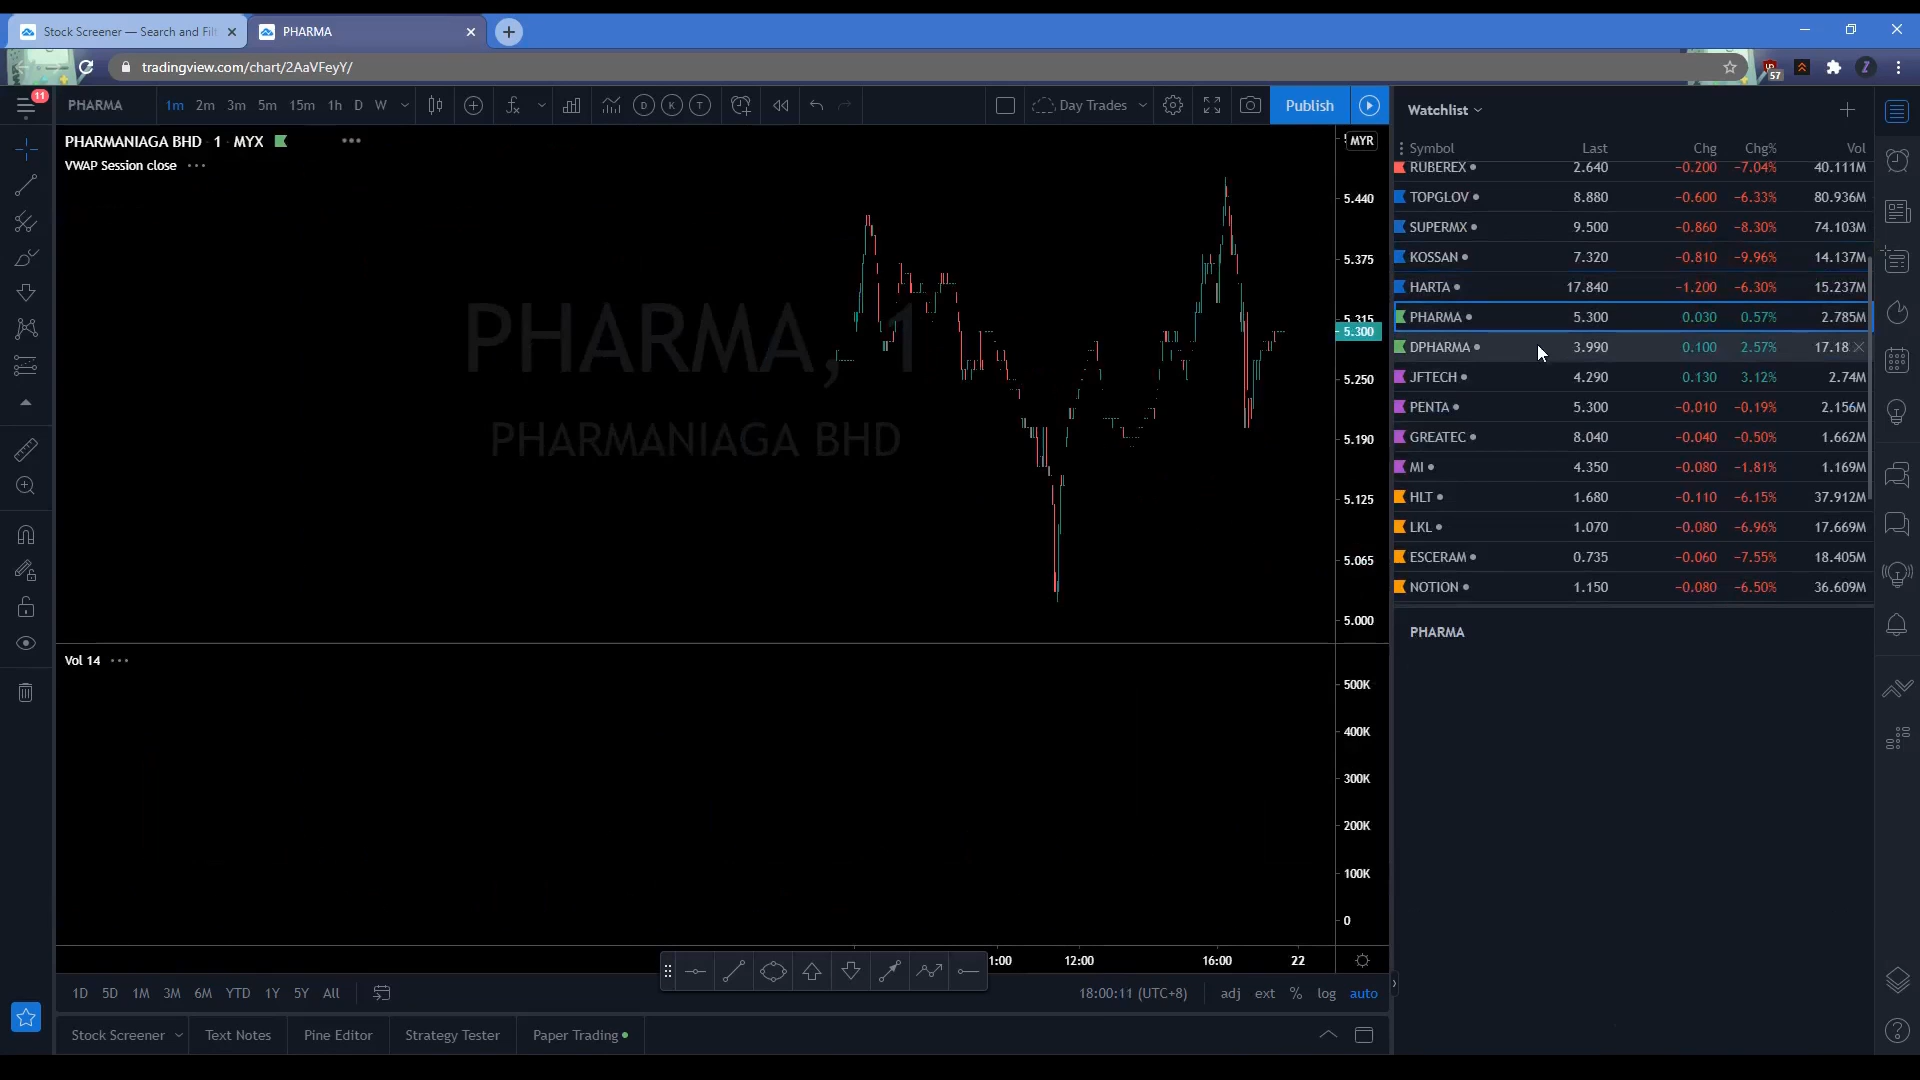 Stock Screener — Search and Filt
PHARMA
tradingview.com/chart/2AaVFeyY/
57
Z
11
PHARMA 1m 2m 3m 5m 15m 1h D W
D K T
Day Trades
Publish
PHARMANIAGA BHD 1 MYX
VWAP Session close
MYR
PHARMA, 1
PHARMANIAGA BHD
5.440
5.375
5.315
5.300
5.250
5.190
5.125
5.065
5.000
Vol 14
500K
400K
300K
200K
100K
0
1:00 12:00 16:00 22
1D 5D 1M 3M 6M YTD 1Y 5Y All
18:00:11 (UTC+8) adj ext % log auto
Stock Screener Text Notes Pine Editor Strategy Tester Paper Trading
Watchlist
Symbol Last Chg Chg% Vol
RUBEREX 2.640 −0.200 −7.04% 40.111M
TOPGLOV 8.880 −0.600 −6.33% 80.936M
SUPERMX 9.500 −0.860 −8.30% 74.103M
KOSSAN 7.320 −0.810 −9.96% 14.137M
HARTA 17.840 −1.200 −6.30% 15.237M
PHARMA 5.300 0.030 0.57% 2.785M
DPHARMA 3.990 0.100 2.57% 17.18
JFTECH 4.290 0.130 3.12% 2.74M
PENTA 5.300 −0.010 −0.19% 2.156M
GREATEC 8.040 −0.040 −0.50% 1.662M
MI 4.350 −0.080 −1.81% 1.169M
HLT 1.680 −0.110 −6.15% 37.912M
LKL 1.070 −0.080 −6.96% 17.669M
ESCERAM 0.735 −0.060 −7.55% 18.405M
NOTION 1.150 −0.080 −6.50% 36.609M
PHARMA